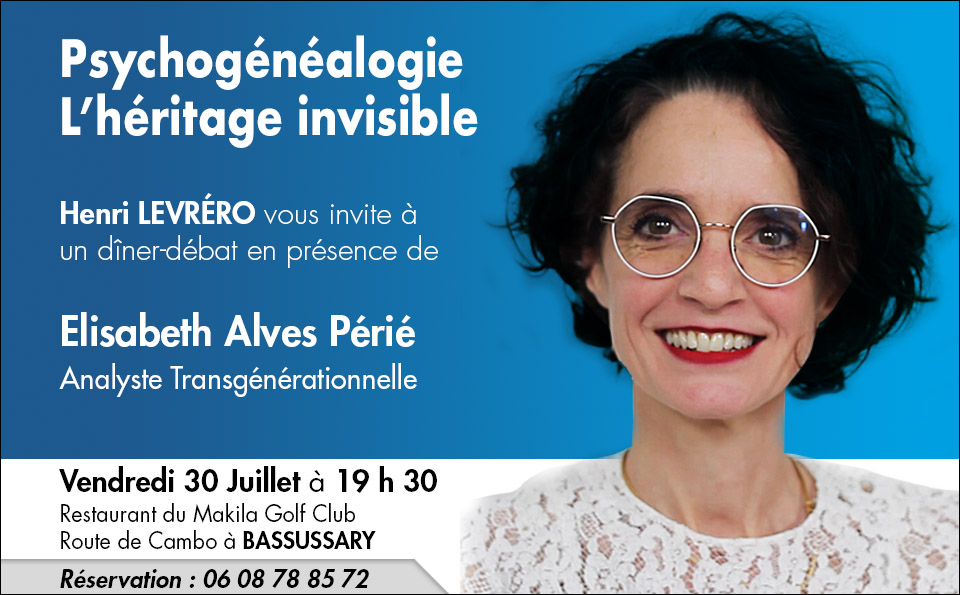 Psychogénéalogie
L'héritage invisible
Henri LEVRÉRO vous invite à
un dîner-débat en présence de
Elisabeth Alves Périé
Analyste Transgénérationnelle
Vendredi 30 Juillet à 19 h 30
Restaurant du Makila Golf Club
Route de Cambo à BASSUSSARY
Réservation : 06 08 78 85 72